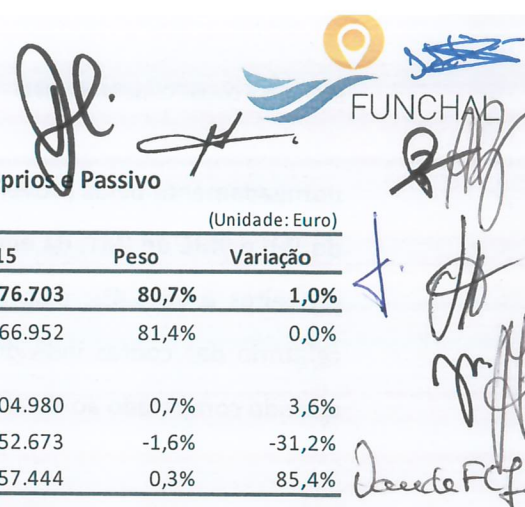 FUNCHAL
prios e Passivo
(Unidade: Euro)
15 Peso Variação
76.703 80,7% 1,0%
66.952 81,4% 0,0%
04.980 0,7% 3,6%
52.673 -1,6% -31,2%
57.444 0,3% 85,4%